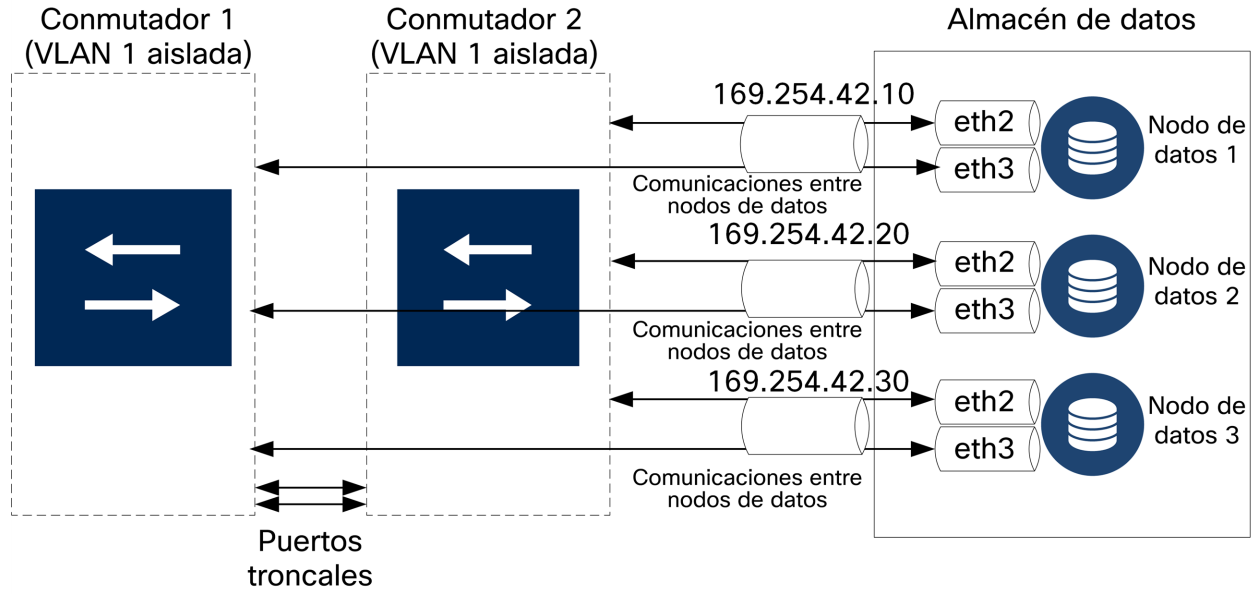 Conmutador 1
(VLAN 1 aislada)
Conmutador 2
(VLAN 1 aislada)
Almacén de datos
169.254.42.10
eth2
eth3
Nodo de
datos 1
Comunicaciones entre
nodos de datos
169.254.42.20
eth2
eth3
Nodo de
datos 2
Comunicaciones entre
nodos de datos
169.254.42.30
eth2
eth3
Nodo de
datos 3
Comunicaciones entre
nodos de datos
Puertos
troncales